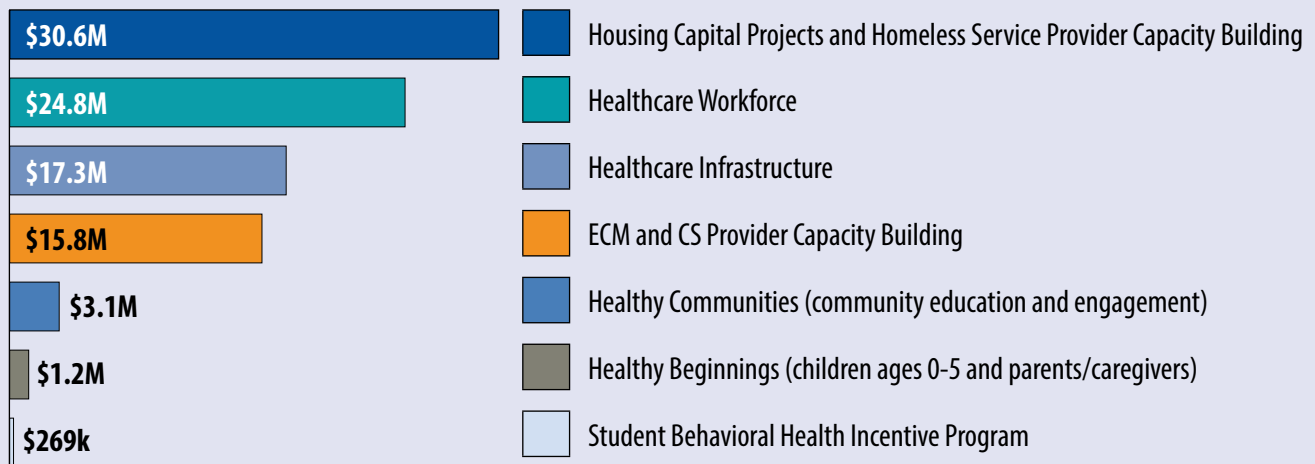 $30.6M Housing Capital Projects and Homeless Service Provider Capacity Building
$24.8M Healthcare Workforce
$17.3M Healthcare Infrastructure
$15.8M ECM and CS Provider Capacity Building
$3.1M Healthy Communities (community education and engagement)
$1.2M Healthy Beginnings (children ages 0-5 and parents/caregivers)
$269k Student Behavioral Health Incentive Program